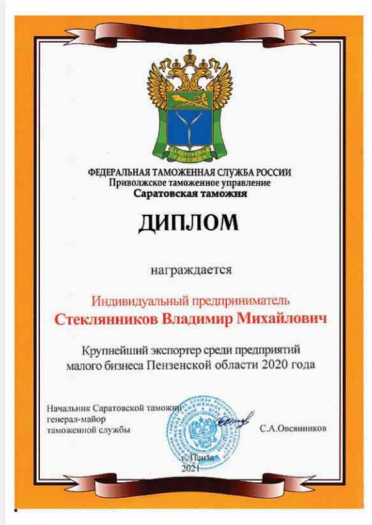 ФЕДЕРАЛЬНАЯ ТАМОЖЕННАЯ СЛУЖБА РОССИИ
Приволжское таможенное управление
Саратовская таможня
ДИПЛОМ
награждается
Индивидуальный предприниматель
Стеклянников Владимир Михайлович
Крупнейший экспортер среди предприятий
малого бизнеса Пензенской области 2020 года
Начальник Саратовской таможни
генерал-майор
таможенной службы
С.А.Овсянников
г. Пенза
2021